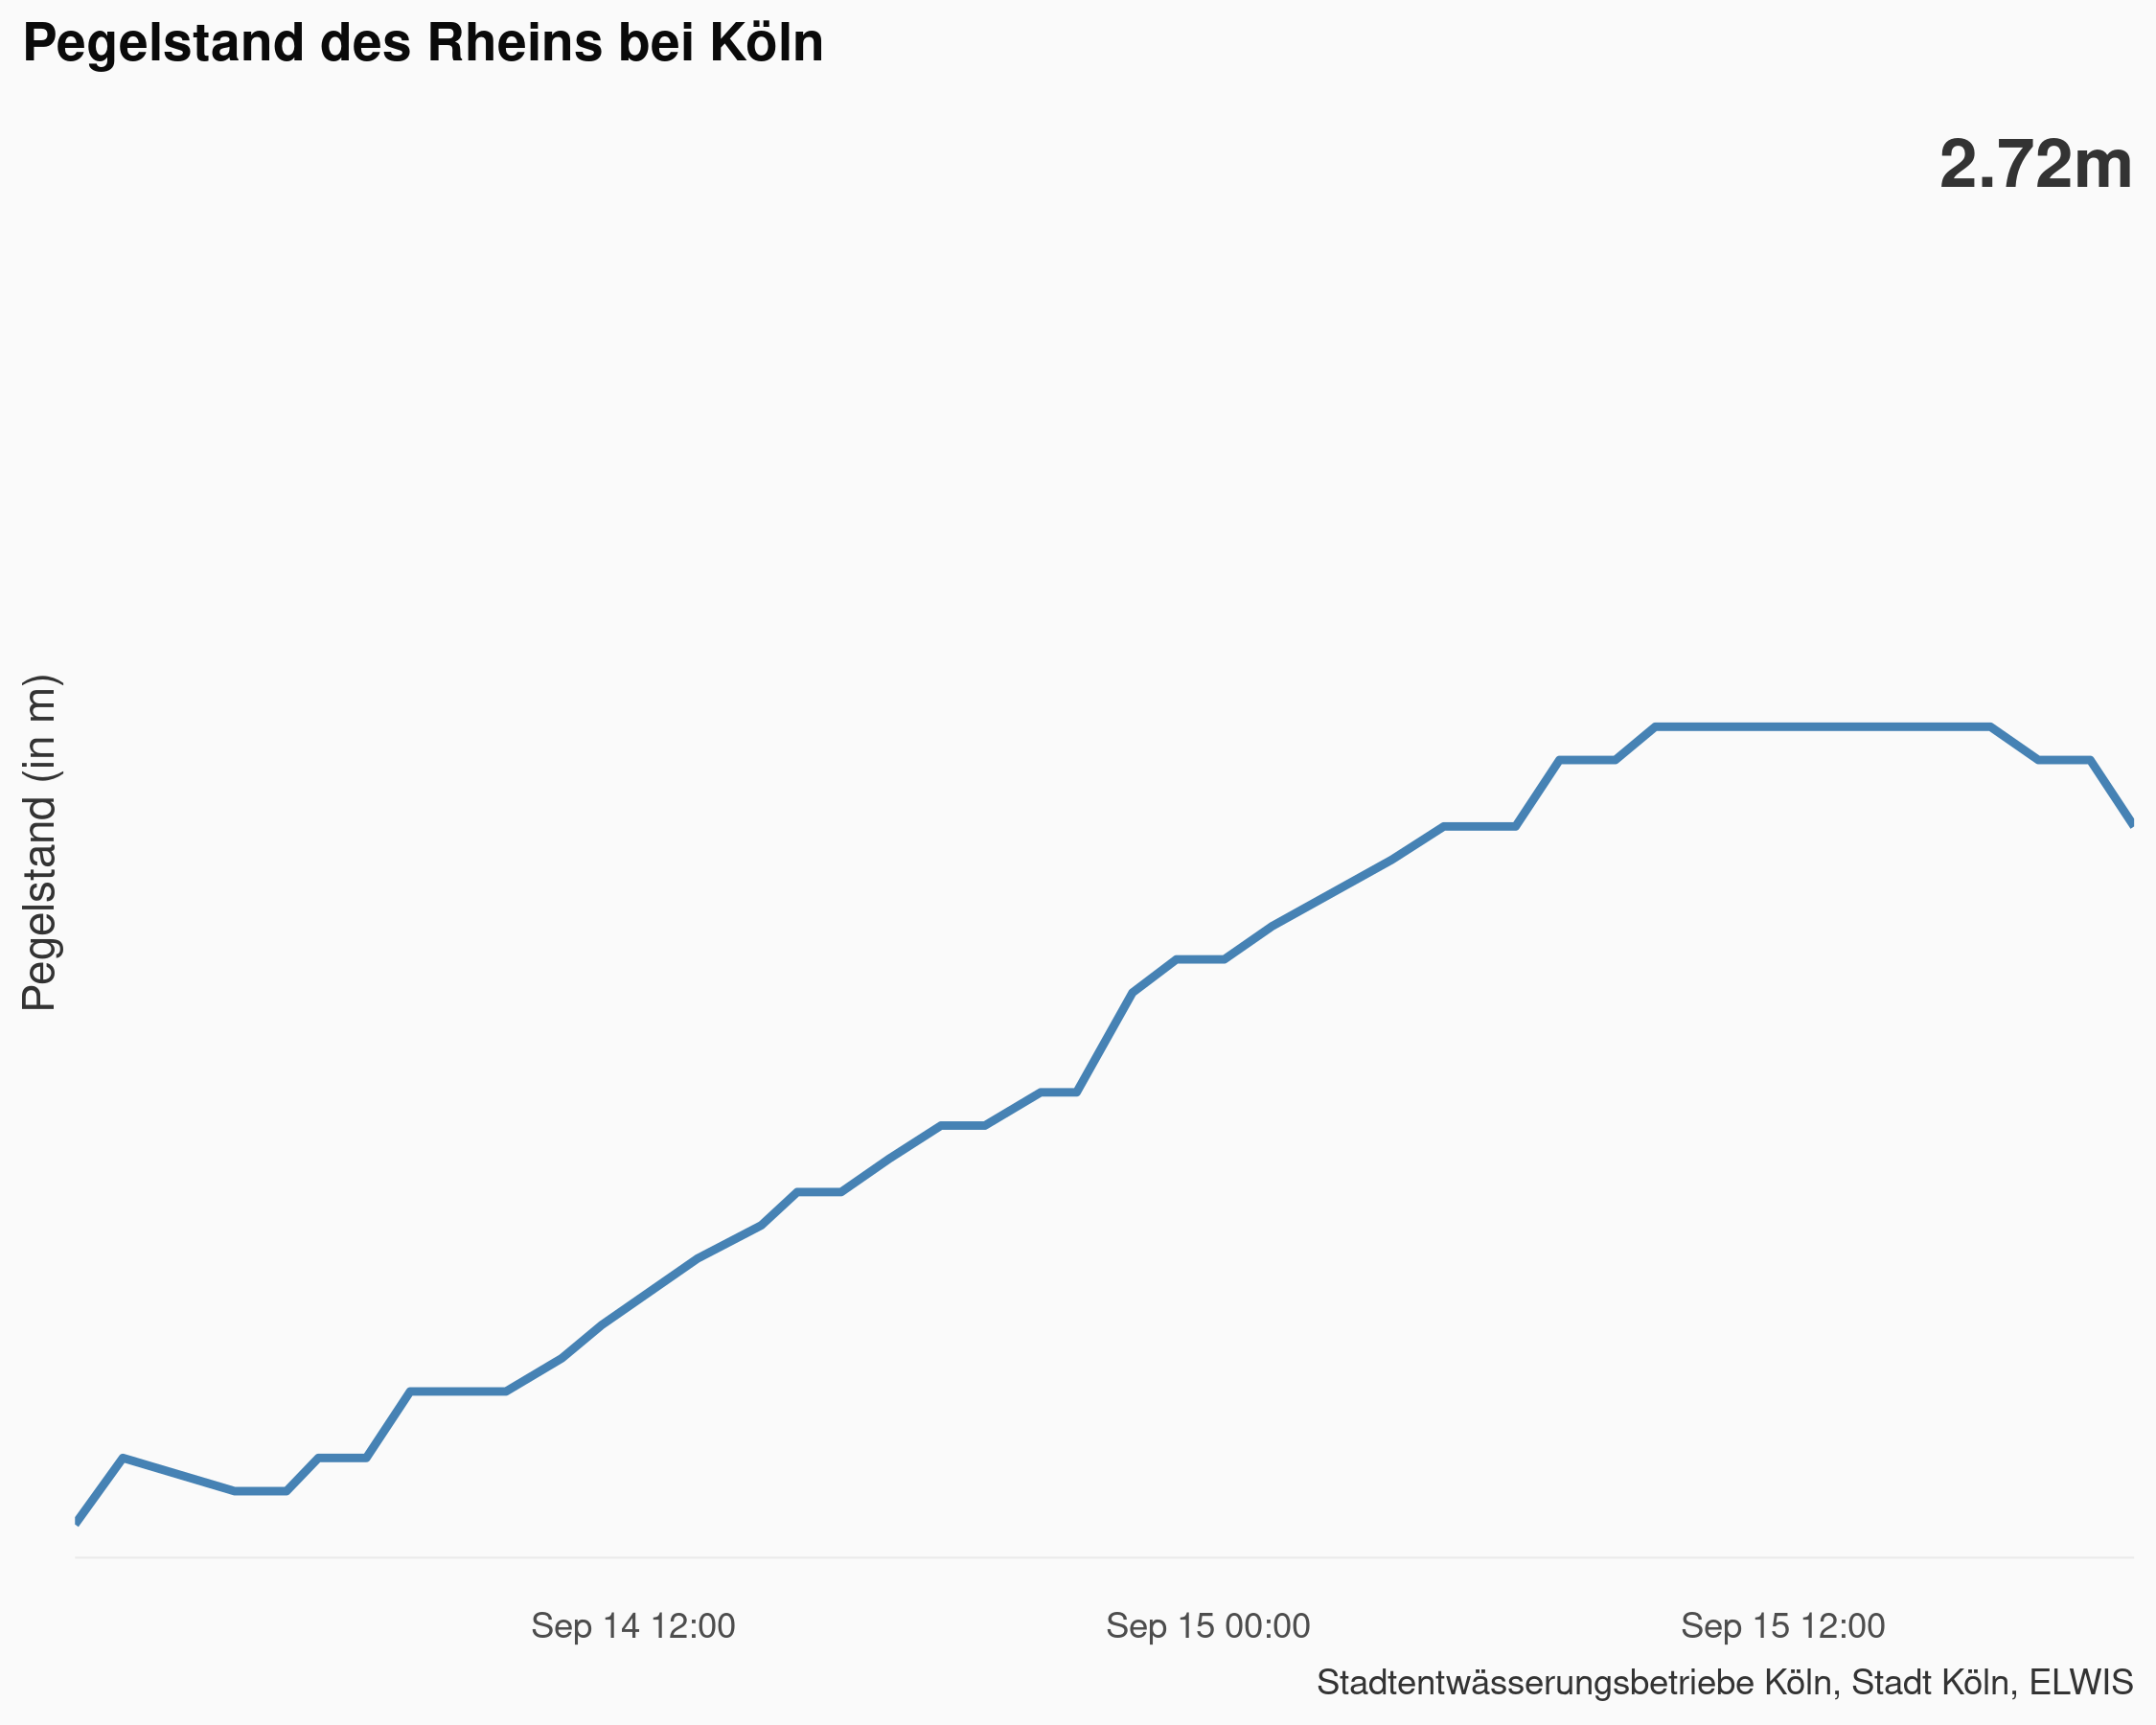 Pegelstand des Rheins bei Köln
2.72m
Pegelstand (in m)
Sep 14 12:00
Sep 15 00:00
Sep 15 12:00
Stadtentwässerungsbetriebe Köln, Stadt Köln, ELWIS